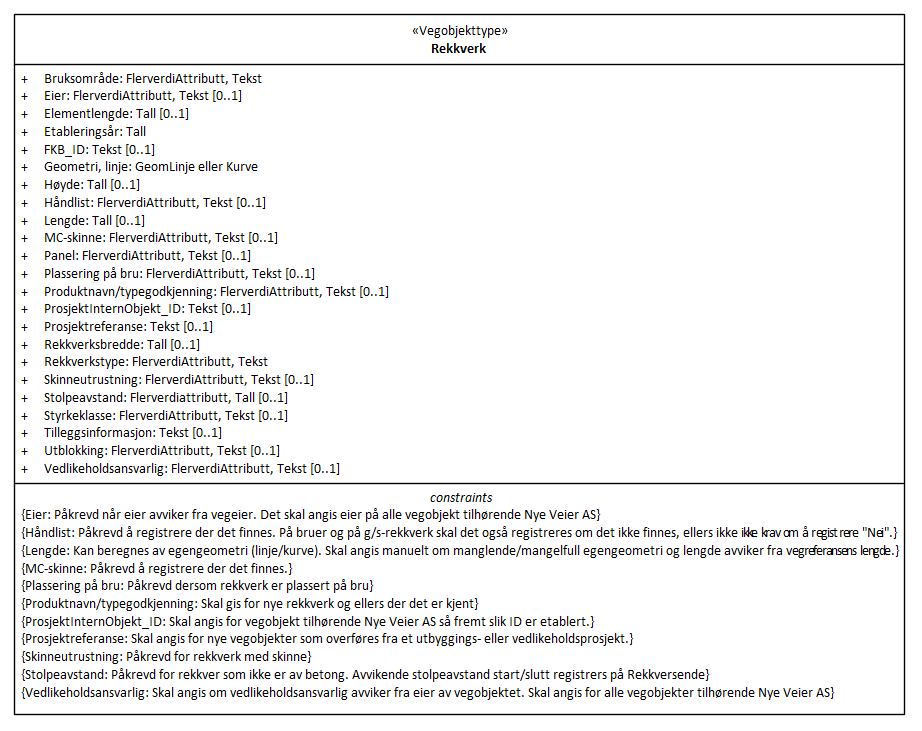 «Vegobjekttype»
Rekkverk
+ Bruksområde: FlerverdiAttributt, Tekst
+ Eier: FlerverdiAttributt, Tekst [0..1]
+ Elementlengde: Tall [0..1]
+ Etableringsår: Tall
+ FKB_ID: Tekst [0..1]
+ Geometri, linje: GeomLinje eller Kurve
+ Høyde: Tall [0..1]
+ Håndlist: FlerverdiAttributt, Tekst [0..1]
+ Lengde: Tall [0..1]
+ MC-skinne: FlerverdiAttributt, Tekst [0..1]
+ Panel: FlerverdiAttributt, Tekst [0..1]
+ Plassering på bru: FlerverdiAttributt, Tekst [0..1]
+ Produktnavn/typegodkjenning: FlerverdiAttributt, Tekst [0..1]
+ ProsjektInternObjekt_ID: Tekst [0..1]
+ Prosjektreferanse: Tekst [0..1]
+ Rekkverksbredde: Tall [0..1]
+ Rekkverkstype: FlerverdiAttributt, Tekst
+ Skinneutrustning: FlerverdiAttributt, Tekst [0..1]
+ Stolpeavstand: Flerverdiattributt, Tall [0..1]
+ Styrkeklasse: FlerverdiAttributt, Tekst [0..1]
+ Tilleggsinformasjon: Tekst [0..1]
+ Utblokking: FlerverdiAttributt, Tekst [0..1]
+ Vedlikeholdsansvarlig: FlerverdiAttributt, Tekst [0..1]
constraints
{Eier: Påkrevd når eier avviker fra vegeier. Det skal angis eier på alle vegobjekt tilhørende Nye Veier AS}
{Håndlist: Påkrevd å registrere der det finnes. På bruer og på g/s-rekkverk skal det også registreres om det ikke finnes, ellers ikke ikke krav om å registrere "Nei".}
{Lengde: Kan beregnes av egengeometri (linje/kurve). Skal angis manuelt om manglende/mangelfull egengeometri og lengde avviker fra vegreferansens lengde.}
{MC-skinne: Påkrevd å registrere der det finnes.}
{Plassering på bru: Påkrevd dersom rekkverk er plassert på bru}
{Produktnavn/typegodkjenning: Skal gis for nye rekkverk og ellers der det er kjent}
{ProsjektInternObjekt_ID: Skal angis for vegobjekt tilhørende Nye Veier AS så fremt slik ID er etablert.}
{Prosjektreferanse: Skal angis for nye vegobjekter som overføres fra et utbyggings- eller vedlikeholdsprosjekt.}
{Skinneutrustning: Påkrevd for rekkverk med skinne}
{Stolpeavstand: Påkrevd for rekkver som ikke er av betong. Avvikende stolpeavstand start/slutt registrers på Rekkversende}
{Vedlikeholdsansvarlig: Skal angis om vedlikeholdsansvarlig avviker fra eier av vegobjektet. Skal angis for alle vegobjekter tilhørende Nye Veier AS}